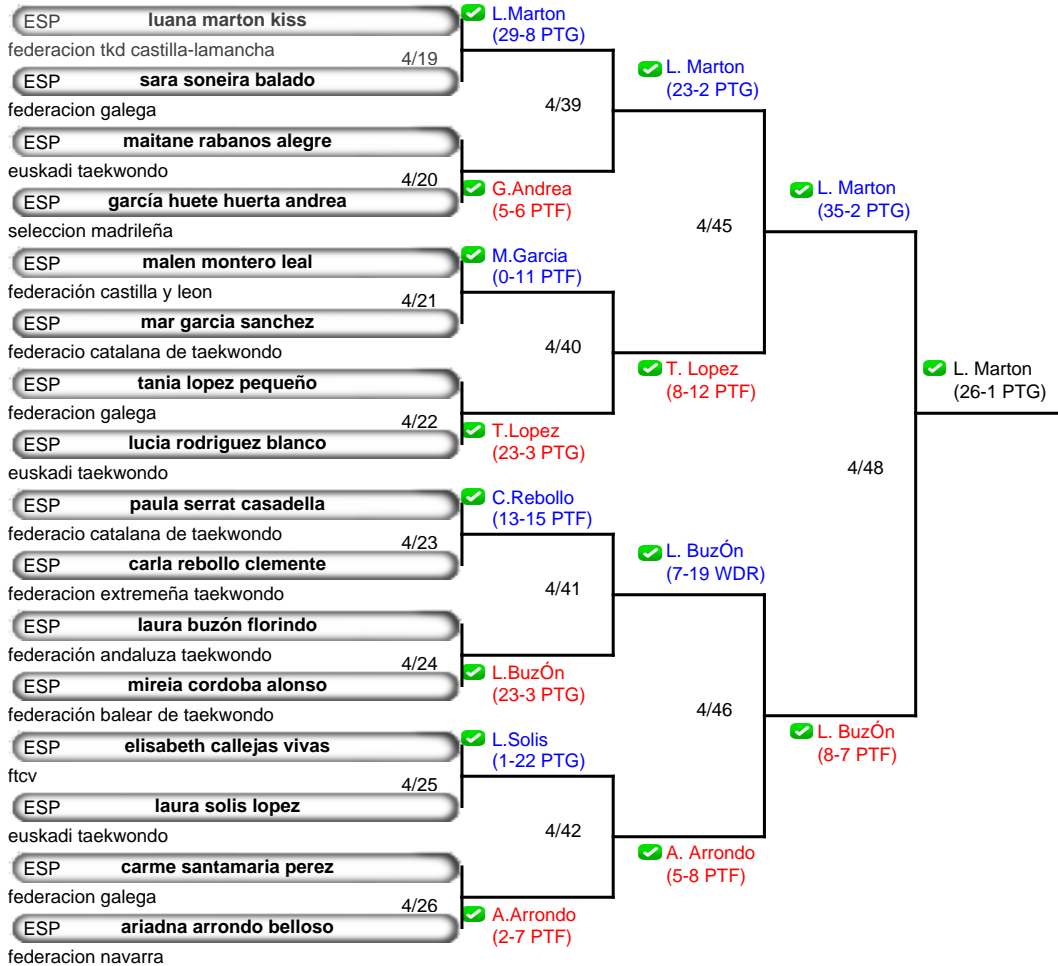 ESP luana marton kiss
federacion tkd castilla-lamancha
4/19
ESP sara soneira balado
federacion galega
ESP maitane rabanos alegre
euskadi taekwondo
4/20
ESP garcía huete huerta andrea
seleccion madrileña
ESP malen montero leal
federación castilla y leon
4/21
ESP mar garcia sanchez
federacio catalana de taekwondo
ESP tania lopez pequeño
federacion galega
4/22
ESP lucia rodriguez blanco
euskadi taekwondo
ESP paula serrat casadella
federacio catalana de taekwondo
4/23
ESP carla rebollo clemente
federacion extremeña taekwondo
ESP laura buzón florindo
federación andaluza taekwondo
4/24
ESP mireia cordoba alonso
federación balear de taekwondo
ESP elisabeth callejas vivas
ftcv
4/25
ESP laura solis lopez
euskadi taekwondo
ESP carme santamaria perez
federacion galega
4/26
ESP ariadna arrondo belloso
federacion navarra
L.Marton
(29-8 PTG)
4/39
G.Andrea
(5-6 PTF)
M.Garcia
(0-11 PTF)
4/40
T.Lopez
(23-3 PTG)
C.Rebollo
(13-15 PTF)
4/41
L.BuzÓn
(23-3 PTG)
L.Solis
(1-22 PTG)
4/42
A.Arrondo
(2-7 PTF)
L. Marton
(23-2 PTG)
4/45
T. Lopez
(8-12 PTF)
L. BuzÓn
(7-19 WDR)
4/46
A. Arrondo
(5-8 PTF)
L. Marton
(35-2 PTG)
4/48
L. BuzÓn
(8-7 PTF)
L. Marton
(26-1 PTG)